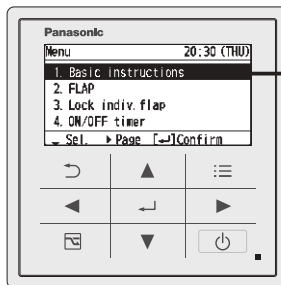 Panasonic
Menu 20:30 (THU)
1. Basic instructions
2. FLAP
3. Lock indiv. flap
4. ON/OFF timer
Sel. ▸ Page [↵]Confirm